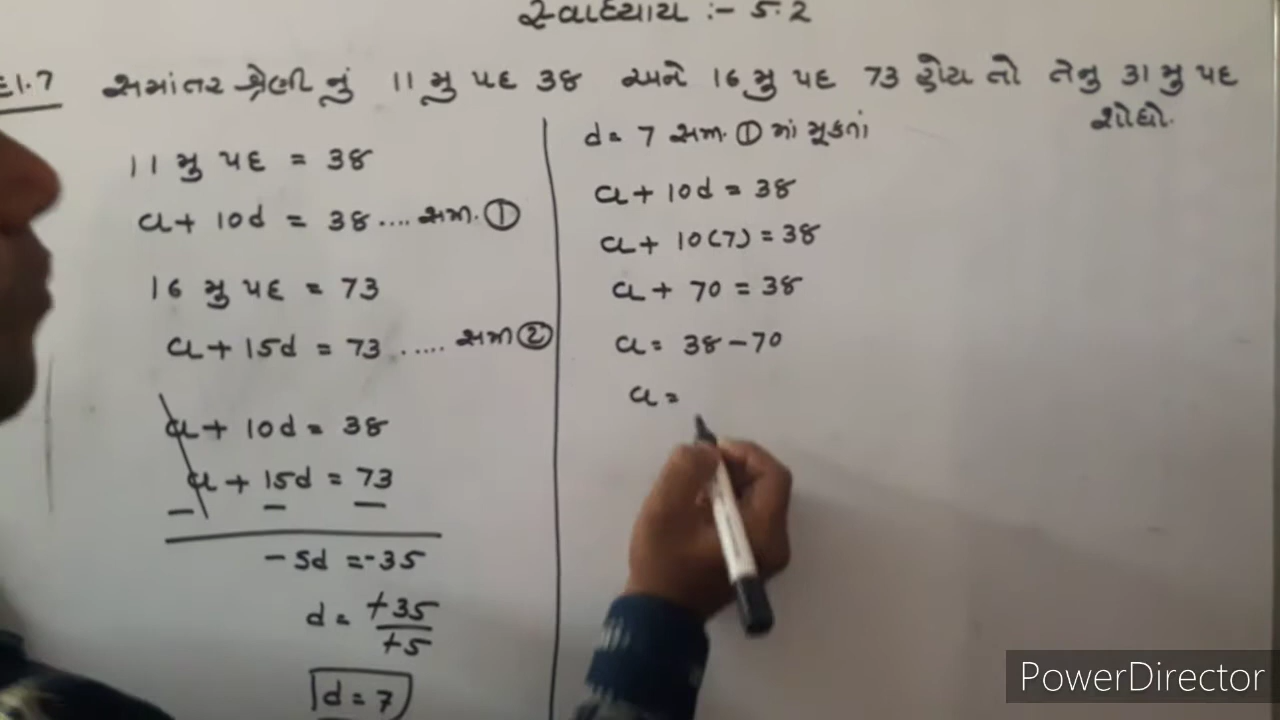 સ્વાધ્યાય :- 5.2
દા.7 સમાંતર શ્રેણી નું 11 મુ પદ 38 અને 16 મુ પદ 73 હોય તો તેનુ 31 મુ પદ
શોધો.
11 મુ પદ = 38
a + 10d = 38 .... સમી. ①
16 મુ પદ = 73
a + 15d = 73 ..... સમી ②
a + 10d = 38
a + 15d = 73
- - -
-5d = -35
d = +35/+5
d = 7
d = 7 સમી. ① માં મૂકતાં
a + 10d = 38
a + 10(7) = 38
a + 70 = 38
a = 38 - 70
a =
PowerDirector